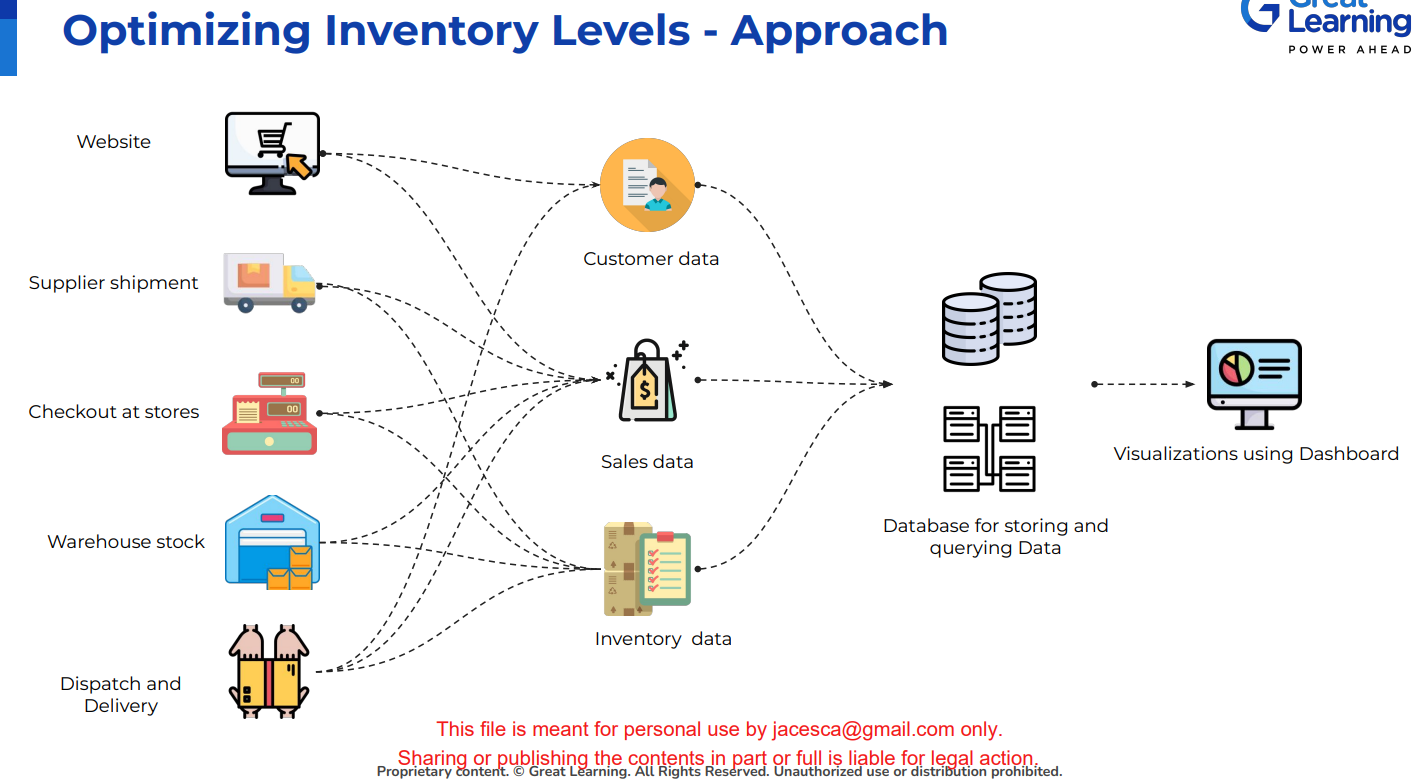 Optimizing Inventory Levels - Approach
Great
Learning
POWER AHEAD
Website
Supplier shipment
Checkout at stores
00
00
Warehouse stock
Dispatch and
Delivery
Customer data
$
Sales data
Inventory data
Database for storing and
querying Data
Visualizations using Dashboard
This file is meant for personal use by jacesca@gmail.com only.
Sharing or publishing the contents in part or full is liable for legal action.
Proprietary content. © Great Learning. All Rights Reserved. Unauthorized use or distribution prohibited.